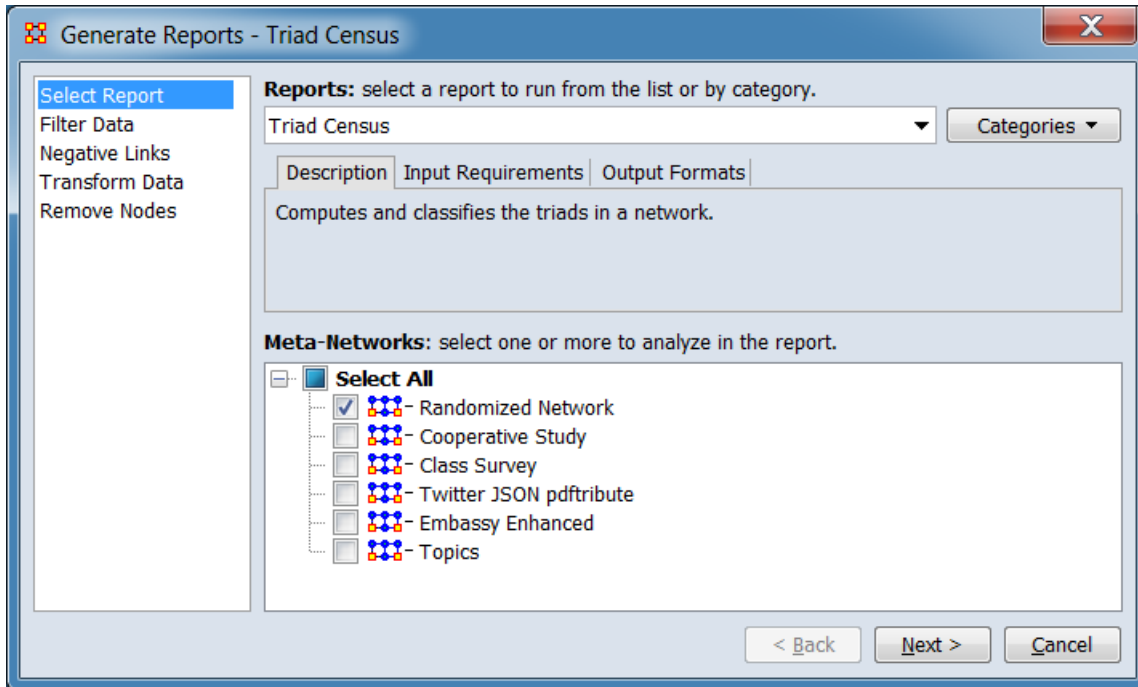 Generate Reports - Triad Census
X
Select Report
Filter Data
Negative Links
Transform Data
Remove Nodes
Reports: select a report to run from the list or by category.
Triad Census
Categories
Description Input Requirements Output Formats
Computes and classifies the triads in a network.
Meta-Networks: select one or more to analyze in the report.
Select All
- Randomized Network
- Cooperative Study
- Class Survey
- Twitter JSON pdftribute
- Embassy Enhanced
- Topics
< Back Next > Cancel